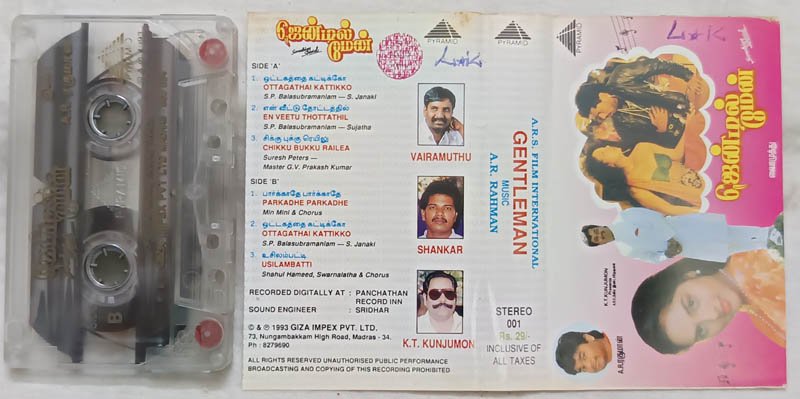 ஜென்டில்மேன்
SIDE 'A'
1. ஒட்டகத்தை கட்டிக்கோ
OTTAGATHAI KATTIKKO
S.P. Balasubramaniam — S. Janaki
2. என் வீட்டு தோட்டத்தில்
EN VEETU THOTTATHIL
S.P. Balasubramaniam — Sujatha
3. சிக்கு புக்கு ரெயிலு
CHIKKU BUKKU RAILEA
Suresh Peters —
Master G.V. Prakash Kumar
SIDE 'B'
1. பார்க்காதே பார்க்காதே
PARKADHE PARKADHE
Min Mini & Chorus
2. ஒட்டகத்தை கட்டிக்கோ
OTTAGATHAI KATTIKKO
S.P. Balasubramaniam — S. Janaki
3. உசிலம்பட்டி
USILAMBATTI
Shahul Hameed, Swarnalatha & Chorus
RECORDED DIGITALLY AT : PANCHATHAN
RECORD INN
SOUND ENGINEER : SRIDHAR
© & ℗ 1993 GIZA IMPEX PVT. LTD.
73, Nungambakkam High Road, Madras - 34.
Ph : 8279690
ALL RIGHTS RESERVED UNAUTHORISED PUBLIC PERFORMANCE
BROADCASTING AND COPYING OF THIS RECORDING PROHIBITED
PYRAMID
VAIRAMUTHU
SHANKAR
K.T. KUNJUMON
PYRAMID
A.R.S. FILM INTERNATIONAL
GENTLEMAN
MUSIC
A.R. RAHMAN
STEREO
001
Rs. 29/-
INCLUSIVE OF
ALL TAXES
PYRAMID
ஜென்டில்மேன்
வைரமுத்து
K.T.KUNJUMON
A.R.ரஹ்மான்
B